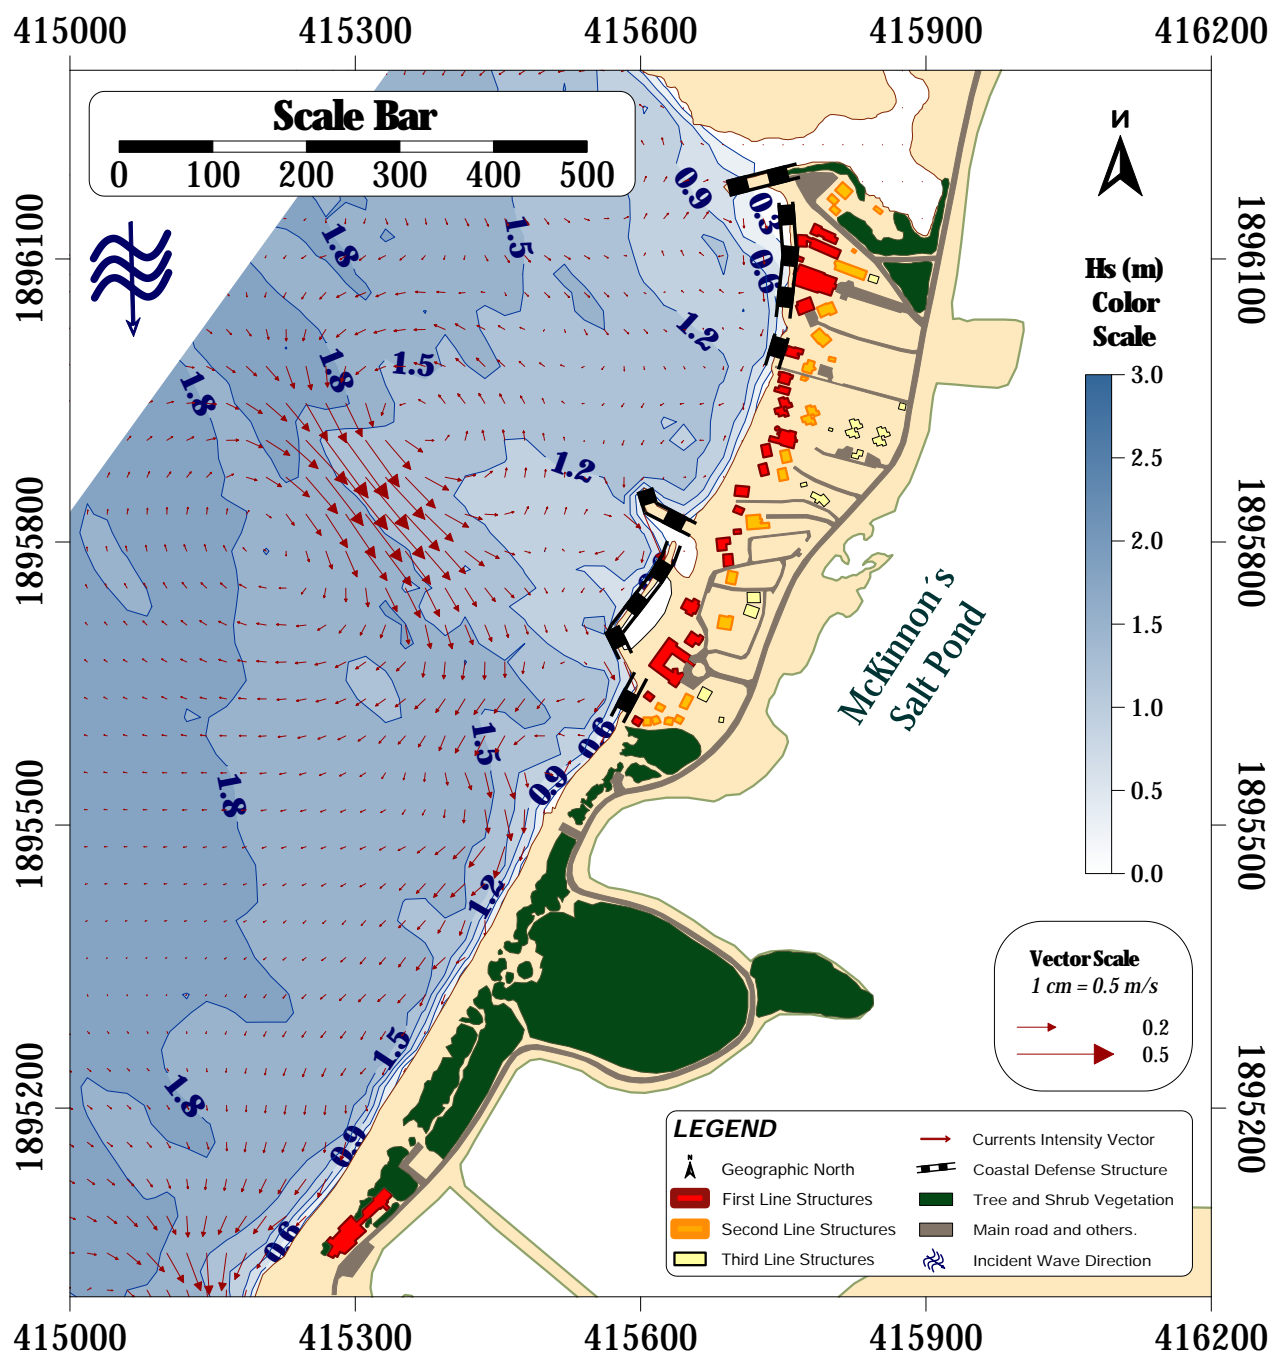 415000 415300 415600 415900 416200
Scale Bar
0 100 200 300 400 500
N
1896100
1895800
1895500
1895200
1896100
1895800
1895500
1895200
Hs (m)
Color
Scale
3.0
2.5
2.0
1.5
1.0
0.5
0.0
0.9
0.3
0.6
1.5
1.8
1.2
1.8
1.5
1.8
1.2
1.5
0.6
0.9
1.8
1.2
1.5
1.8
0.9
0.6
McKinnon´s
Salt Pond
Vector Scale
1 cm = 0.5 m/s
0.2
0.5
LEGEND
N
Geographic North
First Line Structures
Second Line Structures
Third Line Structures
Currents Intensity Vector
Coastal Defense Structure
Tree and Shrub Vegetation
Main road and others.
Incident Wave Direction
415000 415300 415600 415900 416200